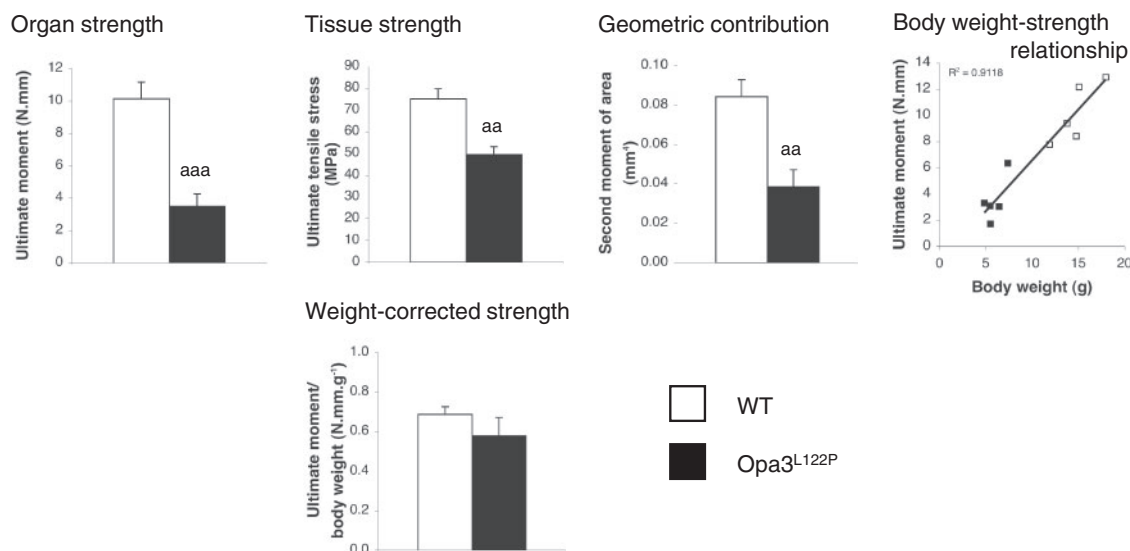 Organ strength
Ultimate moment (N.mm)
12
10
8
6
4
2
0
aaa
Tissue strength
Ultimate tensile stress
(MPa)
90
80
70
60
50
40
30
20
10
0
aa
Geometric contribution
Second moment of area
(mm⁴)
0.10
0.08
0.06
0.04
0.02
0.00
aa
Body weight-strength
relationship
Ultimate moment (N.mm)
14
12
10
8
6
4
2
0
R² = 0.9118
0 5 10 15 20
Body weight (g)
Weight-corrected strength
Ultimate moment/
body weight (N.mm.g⁻¹)
1.0
0.8
0.6
0.4
0.2
0.0
WT
Opa3ᴸ¹²²ᴾ